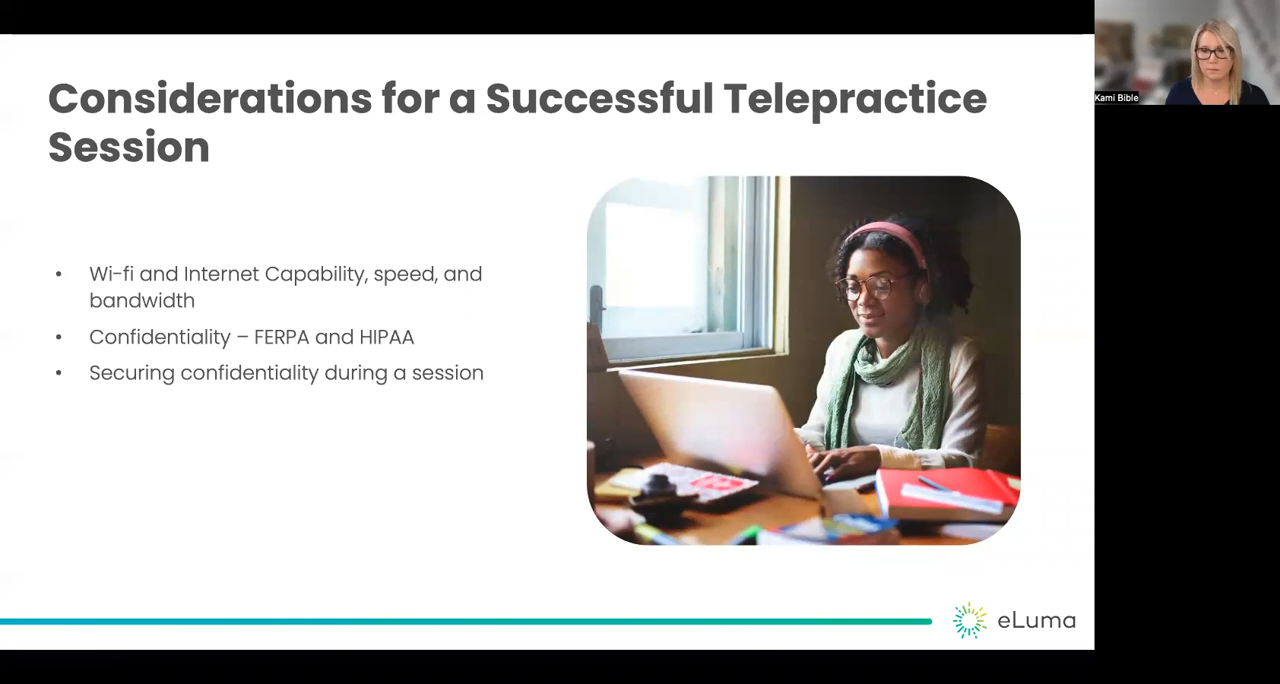 Considerations for a Successful Telepractice
Session
• Wi-fi and Internet Capability, speed, and
bandwidth
• Confidentiality – FERPA and HIPAA
• Securing confidentiality during a session
eLuma
Kami Bible